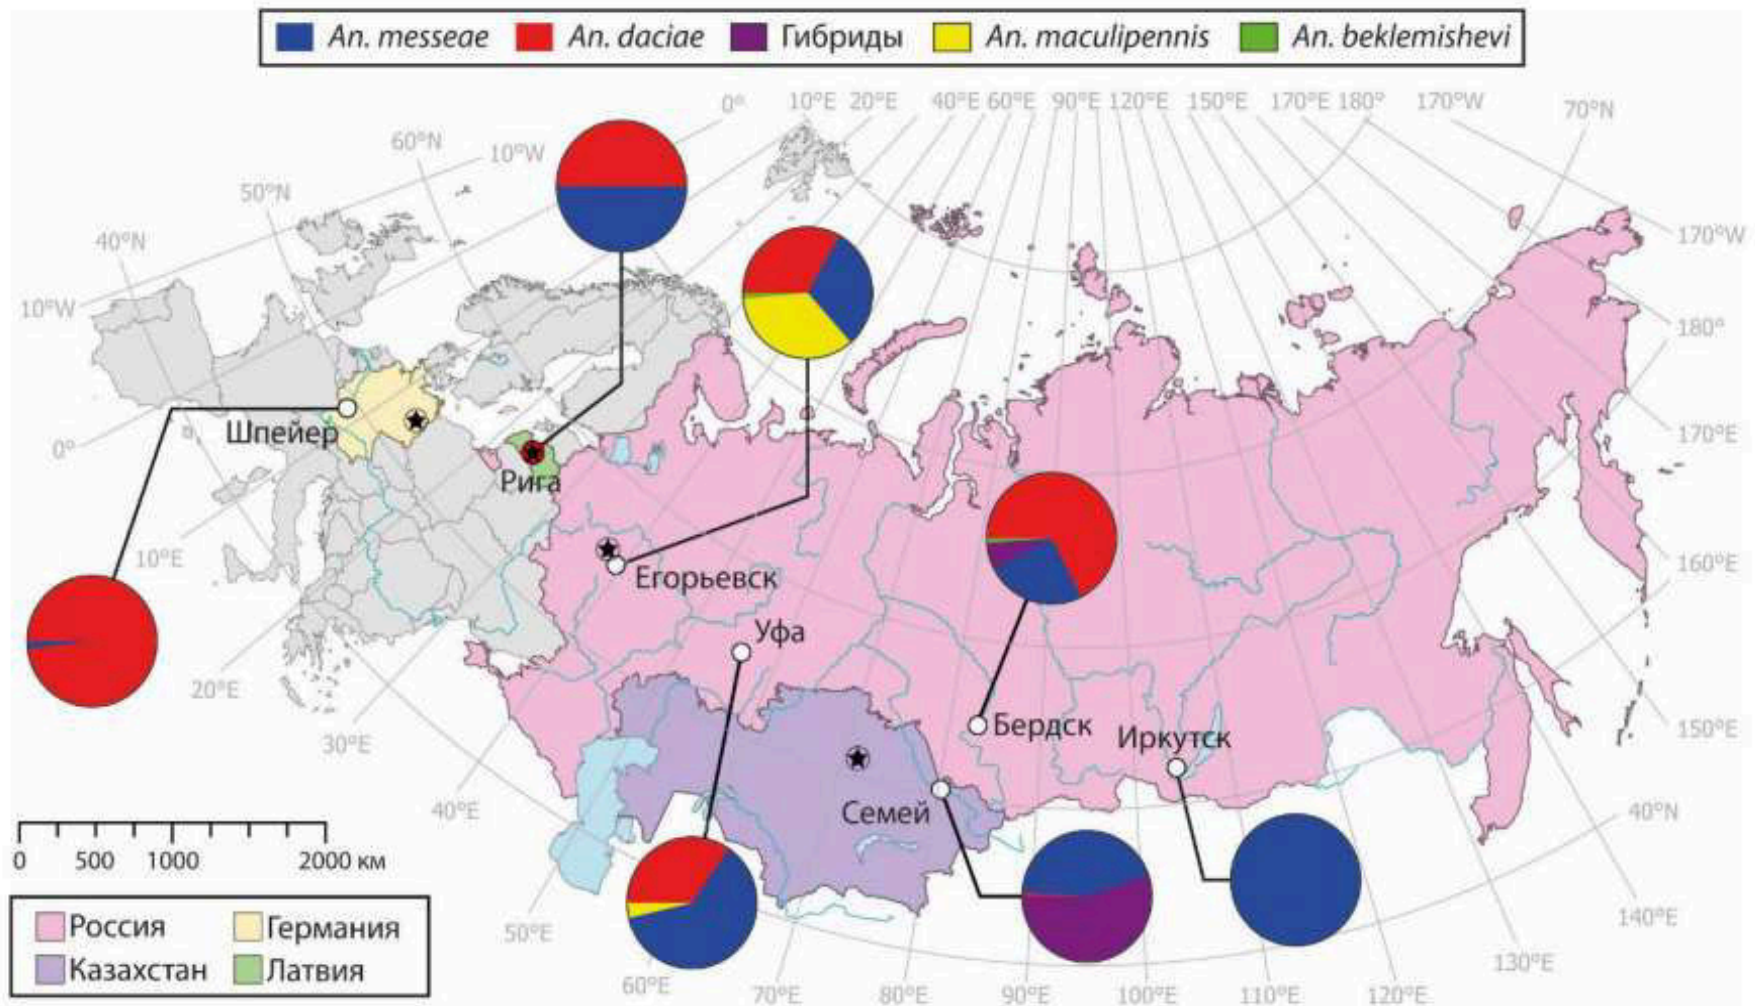 An. messeae An. daciae Гибриды An. maculipennis An. beklemishevi
0° 10°E 20°E 40°E 60°E 90°E 120°E 150°E 170°E 180° 170°W 70°N
60°N 10°W
50°N
40°N 170°W
10°W 180°
Шпейер
0° 170°E
Рига
10°E Егорьевск 160°E
Уфа
20°E
30°E Бердск Иркутск 150°E
40°E Семей 40°N
0 500 1000 2000 км
Россия Германия
Казахстан Латвия
50°E 140°E
60°E 70°E 80°E 90°E 100°E 110°E 120°E 130°E